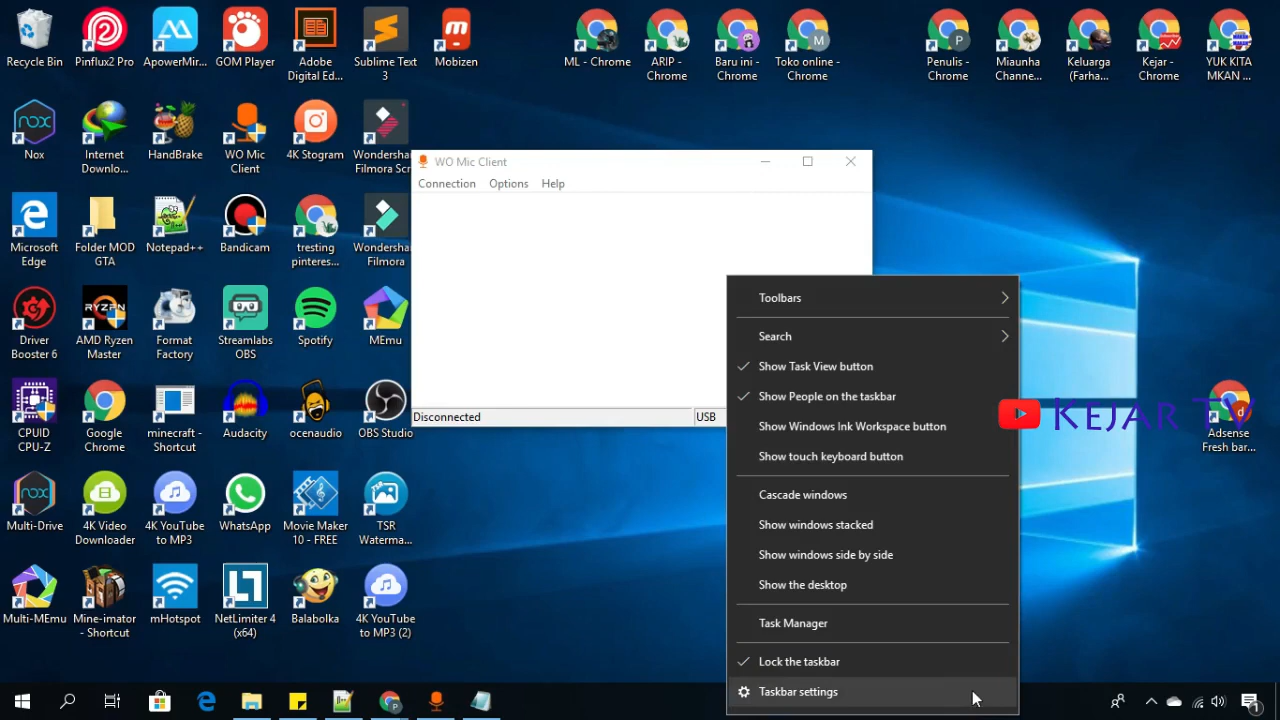 Recycle Bin
Pinflux2 Pro
ApowerMir...
GOM Player
Adobe
Digital Ed...
Sublime Text
3
Mobizen
ML - Chrome
ARIP -
Chrome
Baru ini -
Chrome
Toko online -
Chrome
Penulis -
Chrome
Miaunha
Channe...
Keluarga
(Farha...
Kejar -
Chrome
YUK KITA
MKAN ...
Nox
Internet
Downlo...
HandBrake
WO Mic
Client
4K Stogram
Wondersha
Filmora Scr
Microsoft
Edge
Folder MOD
GTA
Notepad++
Bandicam
tresting
pinteres...
Wondersha
Filmora
Driver
Booster 6
AMD Ryzen
Master
Format
Factory
Streamlabs
OBS
Spotify
MEmu
CPUID
CPU-Z
Google
Chrome
minecraft -
Shortcut
Audacity
ocenaudio
OBS Studio
Multi-Drive
4K Video
Downloader
4K YouTube
to MP3
WhatsApp
Movie Maker
10 - FREE
TSR
Waterma...
Multi-MEmu
Mine-imator
- Shortcut
mHotspot
NetLimiter 4
(x64)
Balabolka
4K YouTube
to MP3 (2)
Adsense
Fresh bar...
WO Mic Client
Connection Options Help
Disconnected
USB
Toolbars
Search
Show Task View button
Show People on the taskbar
Show Windows Ink Workspace button
Show touch keyboard button
Cascade windows
Show windows stacked
Show windows side by side
Show the desktop
Task Manager
Lock the taskbar
Taskbar settings
KEJAR TV